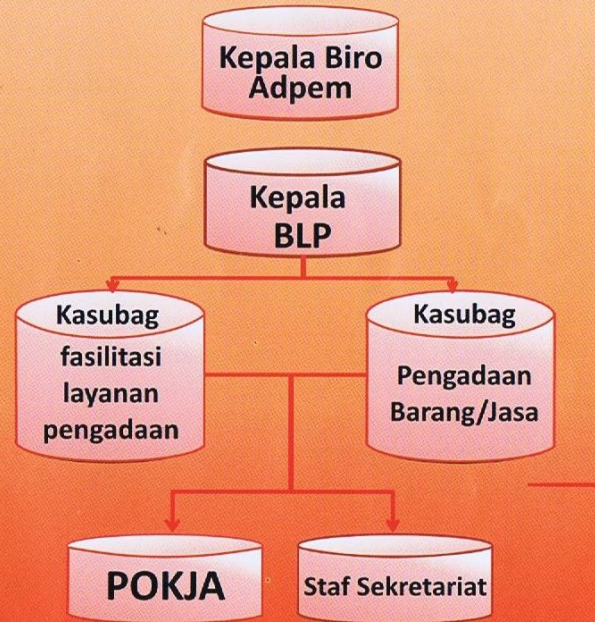 Kepala Biro
Adpem
Kepala
BLP
Kasubag
fasilitasi
layanan
pengadaan
Kasubag
Pengadaan
Barang/Jasa
POKJA
Staf Sekretariat